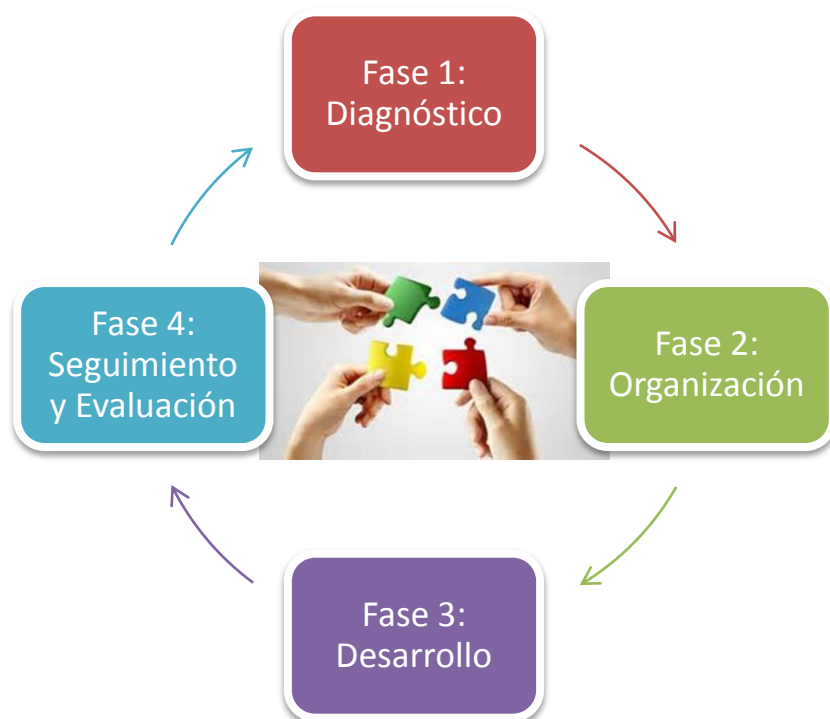 Fase 1:
Diagnóstico
Fase 2:
Organización
Fase 3:
Desarrollo
Fase 4:
Seguimiento
y Evaluación